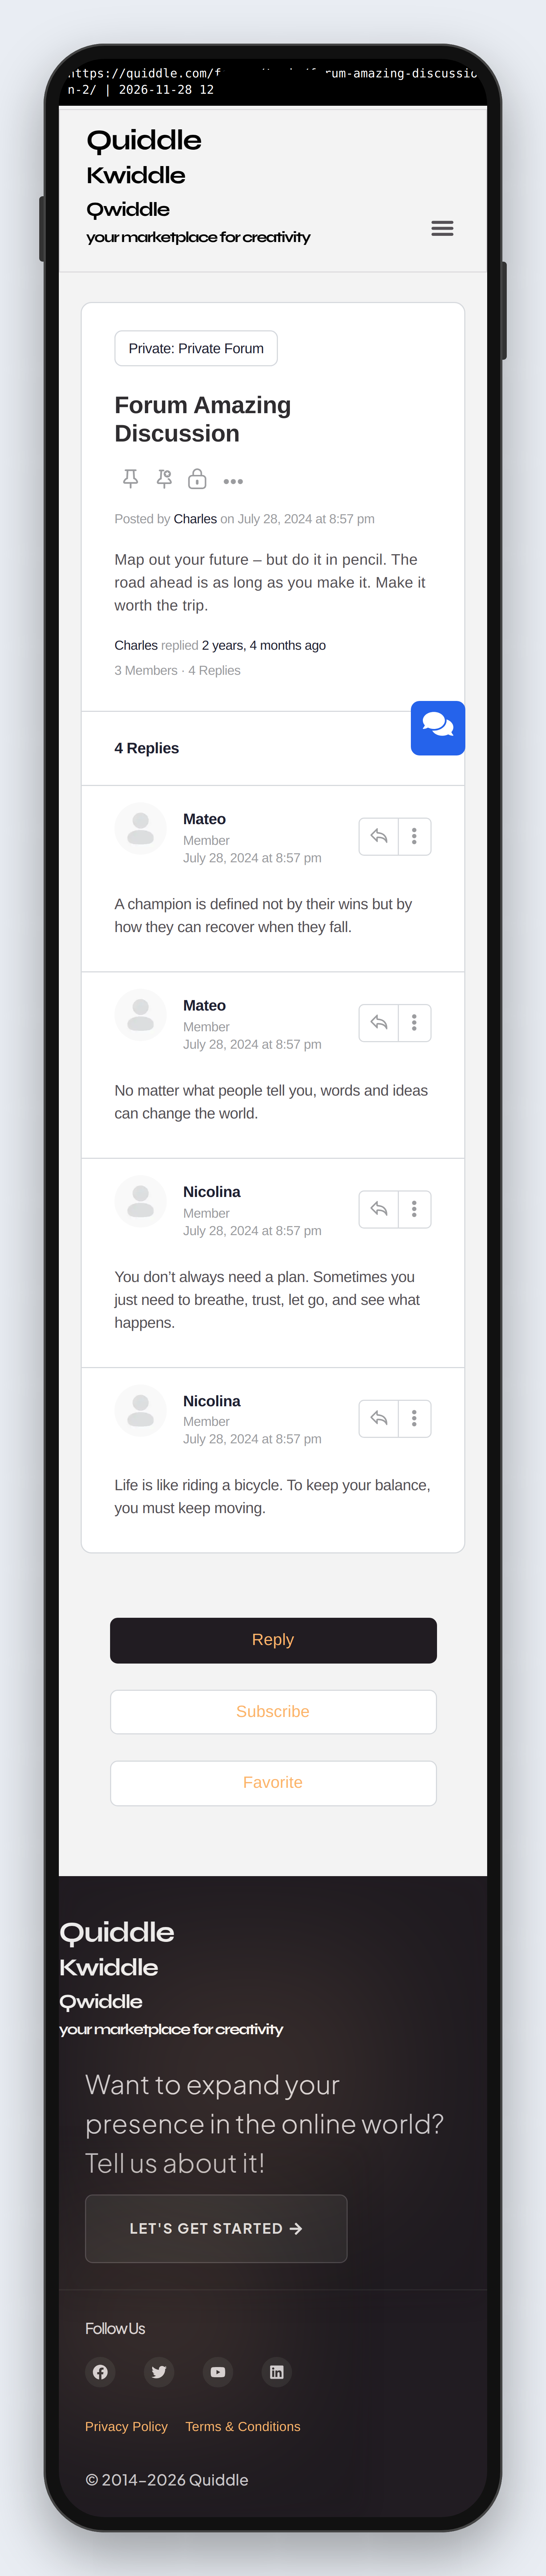 n-2/ | 2026-11-28 12
Quiddle
Kwiddle
Qwiddle
your marketplace for creativity
Private: Private Forum
Forum Amazing
Discussion
Posted by Charles on July 28, 2024 at 8:57 pm
Map out your future – but do it in pencil. The
road ahead is as long as you make it. Make it
worth the trip.
Charles replied 2 years, 4 months ago
3 Members · 4 Replies
4 Replies
Mateo
Member
July 28, 2024 at 8:57 pm
A champion is defined not by their wins but by
how they can recover when they fall.
Mateo
Member
July 28, 2024 at 8:57 pm
No matter what people tell you, words and ideas
can change the world.
Nicolina
Member
July 28, 2024 at 8:57 pm
You don’t always need a plan. Sometimes you
just need to breathe, trust, let go, and see what
happens.
Nicolina
Member
July 28, 2024 at 8:57 pm
Life is like riding a bicycle. To keep your balance,
you must keep moving.
Reply
Subscribe
Favorite
Quiddle
Kwiddle
Qwiddle
your marketplace for creativity
Want to expand your
presence in the online world?
Tell us about it!
LET'S GET STARTED →
Follow Us
Privacy Policy Terms & Conditions
© 2014–2026 Quiddle